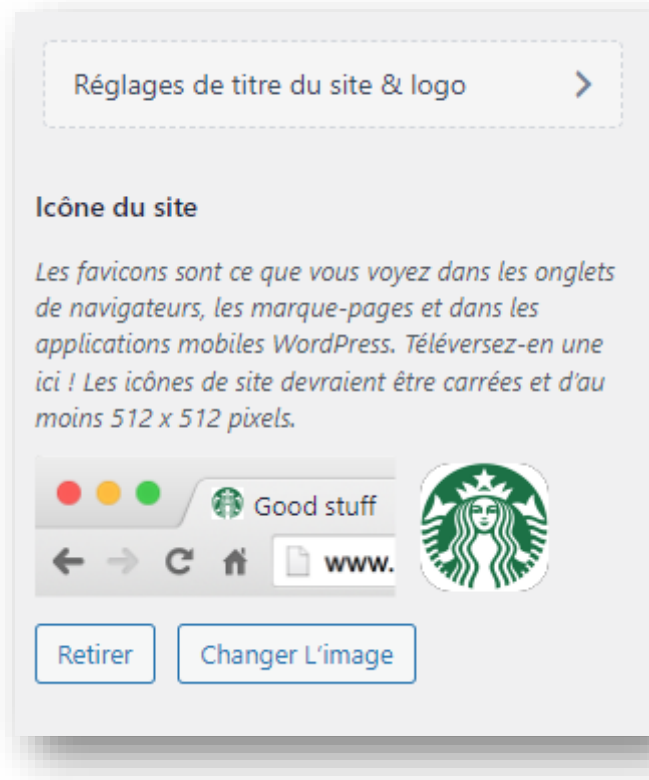 Réglages de titre du site & logo
Icône du site
Les favicons sont ce que vous voyez dans les onglets
de navigateurs, les marque-pages et dans les
applications mobiles WordPress. Téléversez-en une
ici ! Les icônes de site devraient être carrées et d'au
moins 512 x 512 pixels.
Good stuff
www.
Retirer
Changer L'image